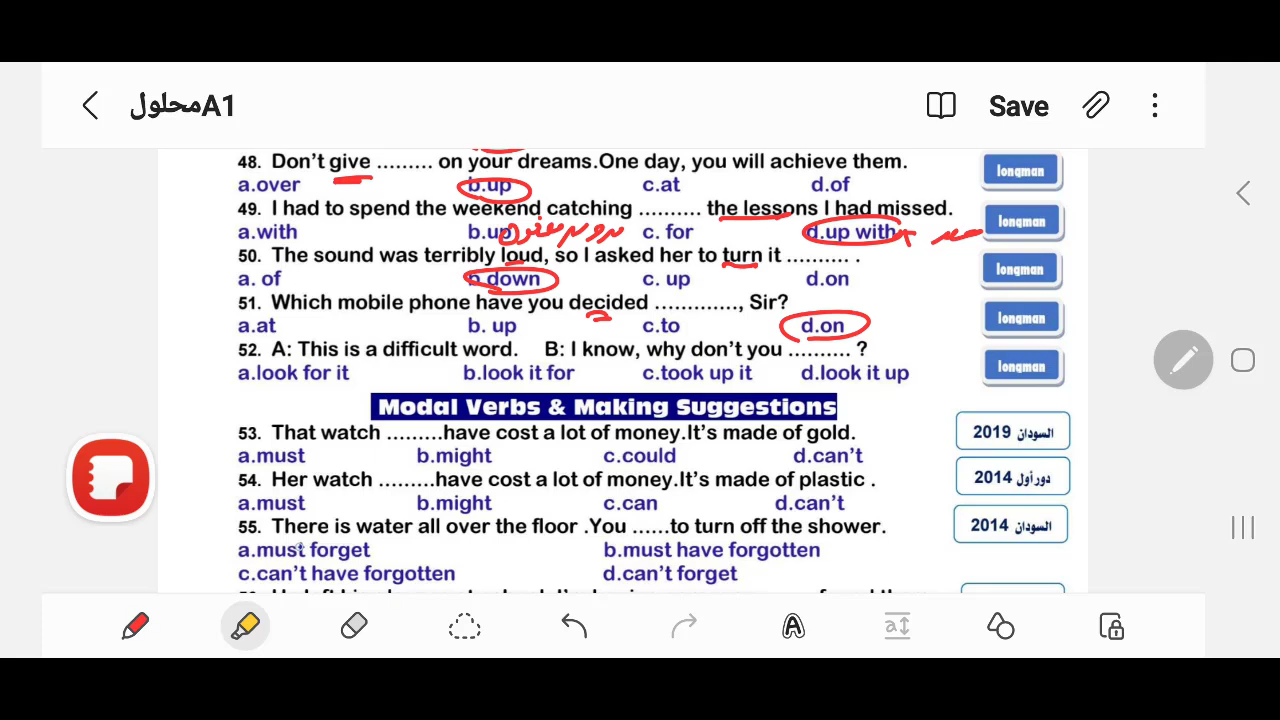 محلولA1
Save
48. Don't give ......... on your dreams.One day, you will achieve them.
longman
a.over b.up c.at d.of
49. I had to spend the weekend catching .......... the lessons I had missed.
longman
a.with b.up c. for d.up with
50. The sound was terribly loud, so I asked her to turn it .......... .
longman
a. of b.down c. up d.on
51. Which mobile phone have you decided ............., Sir?
longman
a.at b. up c.to d.on
52. A: This is a difficult word. B: I know, why don't you .......... ?
longman
a.look for it b.look it for c.took up it d.look it up
Modal Verbs & Making Suggestions
53. That watch .........have cost a lot of money.It's made of gold.
السودان 2019
a.must b.might c.could d.can't
54. Her watch .........have cost a lot of money.It's made of plastic .
دور أول 2014
a.must b.might c.can d.can't
55. There is water all over the floor .You ......to turn off the shower.
السودان 2014
a.must forget b.must have forgotten
c.can't have forgotten d.can't forget